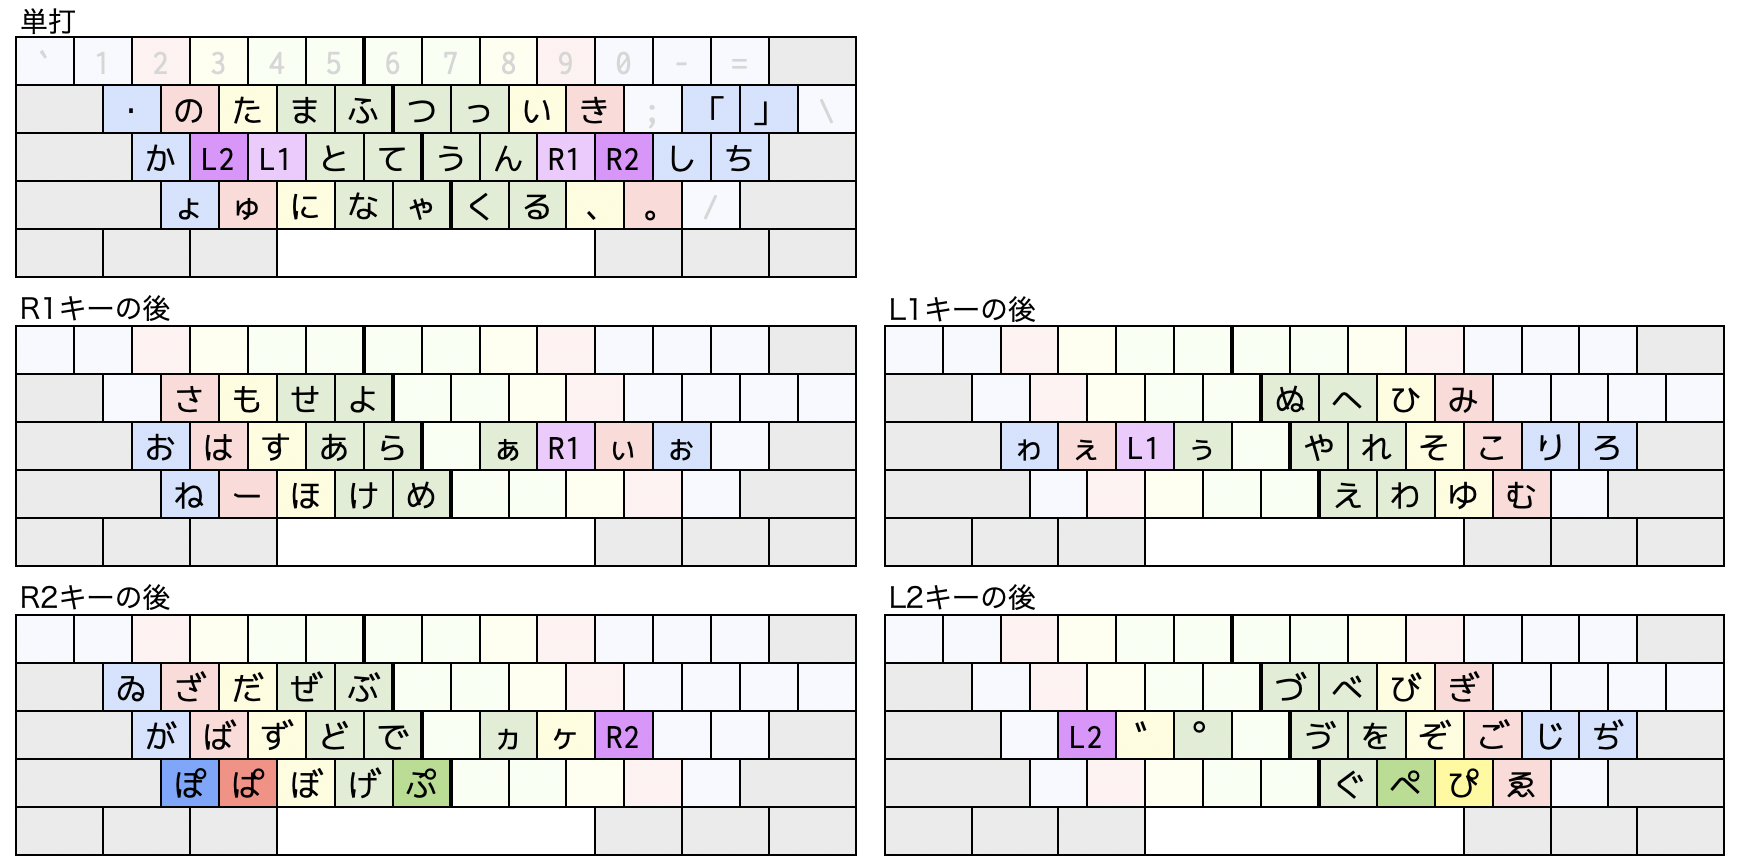 単打
` 1 2 3 4 5 6 7 8 9 0 - =
・ の た ま ふ つ っ い き ; 「 」 \
か L2 L1 と て う ん R1 R2 し ち
ょ ゅ に な ゃ く る 、 。 /
R1キーの後
さ も せ よ
お は す あ ら ぁ R1 ぃ ぉ
ね ー ほ け め
L1キーの後
ぬ へ ひ み
ゎ ぇ L1 ぅ や れ そ こ り ろ
え わ ゆ む
R2キーの後
ゐ ざ だ ぜ ぶ
が ば ず ど で ヵ ヶ R2
ぽ ぱ ぼ げ ぷ
L2キーの後
づ べ び ぎ
L2 ゛ ゜ ゔ を ぞ ご じ ぢ
ぐ ぺ ぴ ゑ